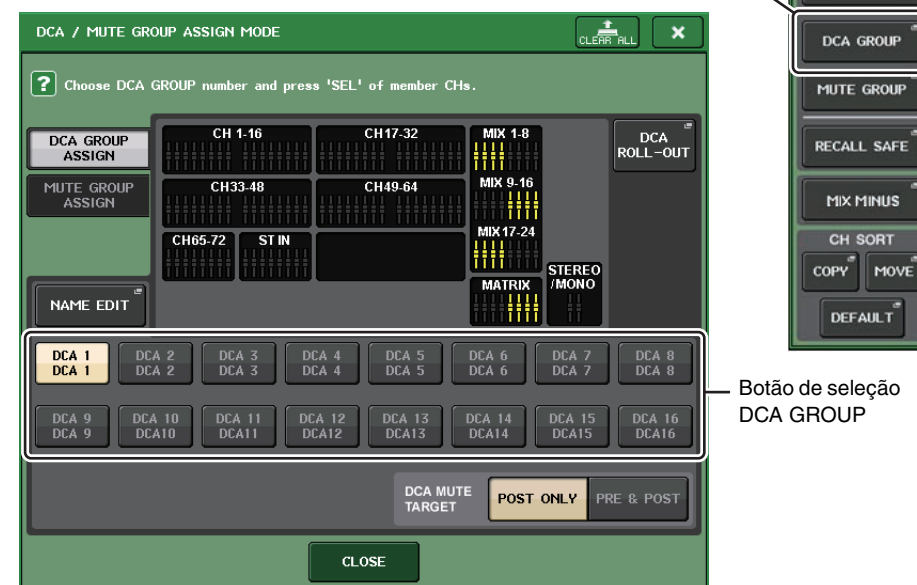 DCA / MUTE GROUP ASSIGN MODE
CLEAR ALL
? Choose DCA GROUP number and press 'SEL' of member CHs.
DCA GROUP
ASSIGN
MUTE GROUP
ASSIGN
CH 1-16
CH17-32
MIX 1-8
DCA
ROLL-OUT
CH33-48
CH49-64
MIX 9-16
CH65-72
ST IN
MIX 17-24
MATRIX
STEREO
/MONO
NAME EDIT
DCA 1
DCA 1
DCA 2
DCA 2
DCA 3
DCA 3
DCA 4
DCA 4
DCA 5
DCA 5
DCA 6
DCA 6
DCA 7
DCA 7
DCA 8
DCA 8
DCA 9
DCA 9
DCA 10
DCA10
DCA 11
DCA11
DCA 12
DCA12
DCA 13
DCA13
DCA 14
DCA14
DCA 15
DCA15
DCA 16
DCA16
DCA MUTE
TARGET
POST ONLY
PRE & POST
CLOSE
DCA GROUP
MUTE GROUP
RECALL SAFE
MIX MINUS
CH SORT
COPY
MOVE
DEFAULT
Botão de seleção
DCA GROUP